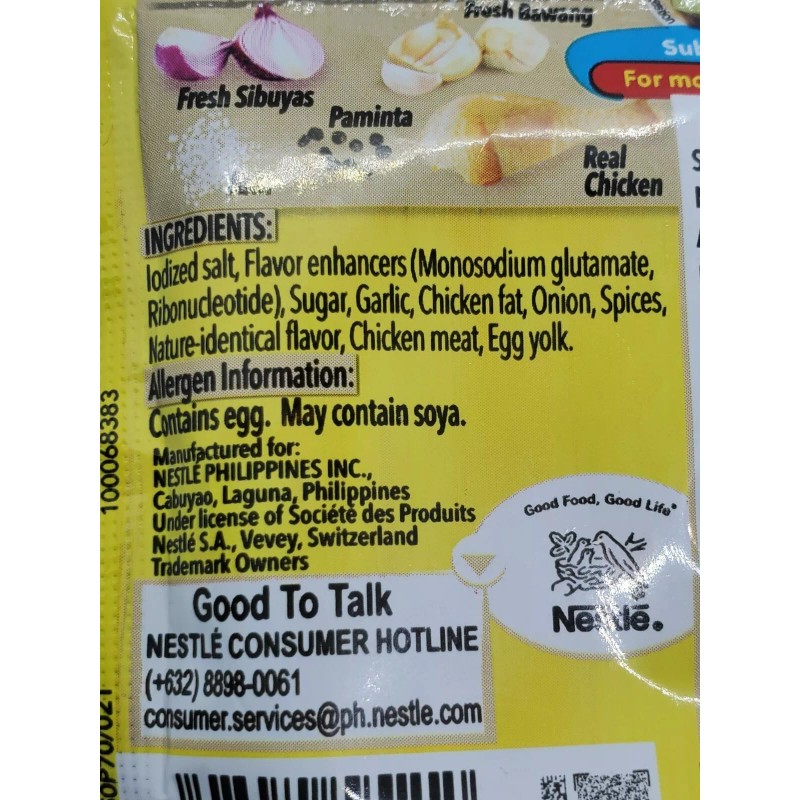 Fresh Bawang
Fresh Sibuyas
Paminta
Real
Chicken
For
INGREDIENTS:
Iodized salt, Flavor enhancers (Monosodium glutamate,
Ribonucleotide), Sugar, Garlic, Chicken fat, Onion, Spices,
Nature-identical flavor, Chicken meat, Egg yolk.
Allergen Information:
Contains egg. May contain soya.
Manufactured for:
NESTLÉ PHILIPPINES INC.,
Cabuyao, Laguna, Philippines
Under license of Société des Produits
Nestlé S.A., Vevey, Switzerland
Trademark Owners
Good Food, Good Life
Nestlé.
Good To Talk
NESTLÉ CONSUMER HOTLINE
(+632) 8898-0061
consumer.services@ph.nestle.com
100068383